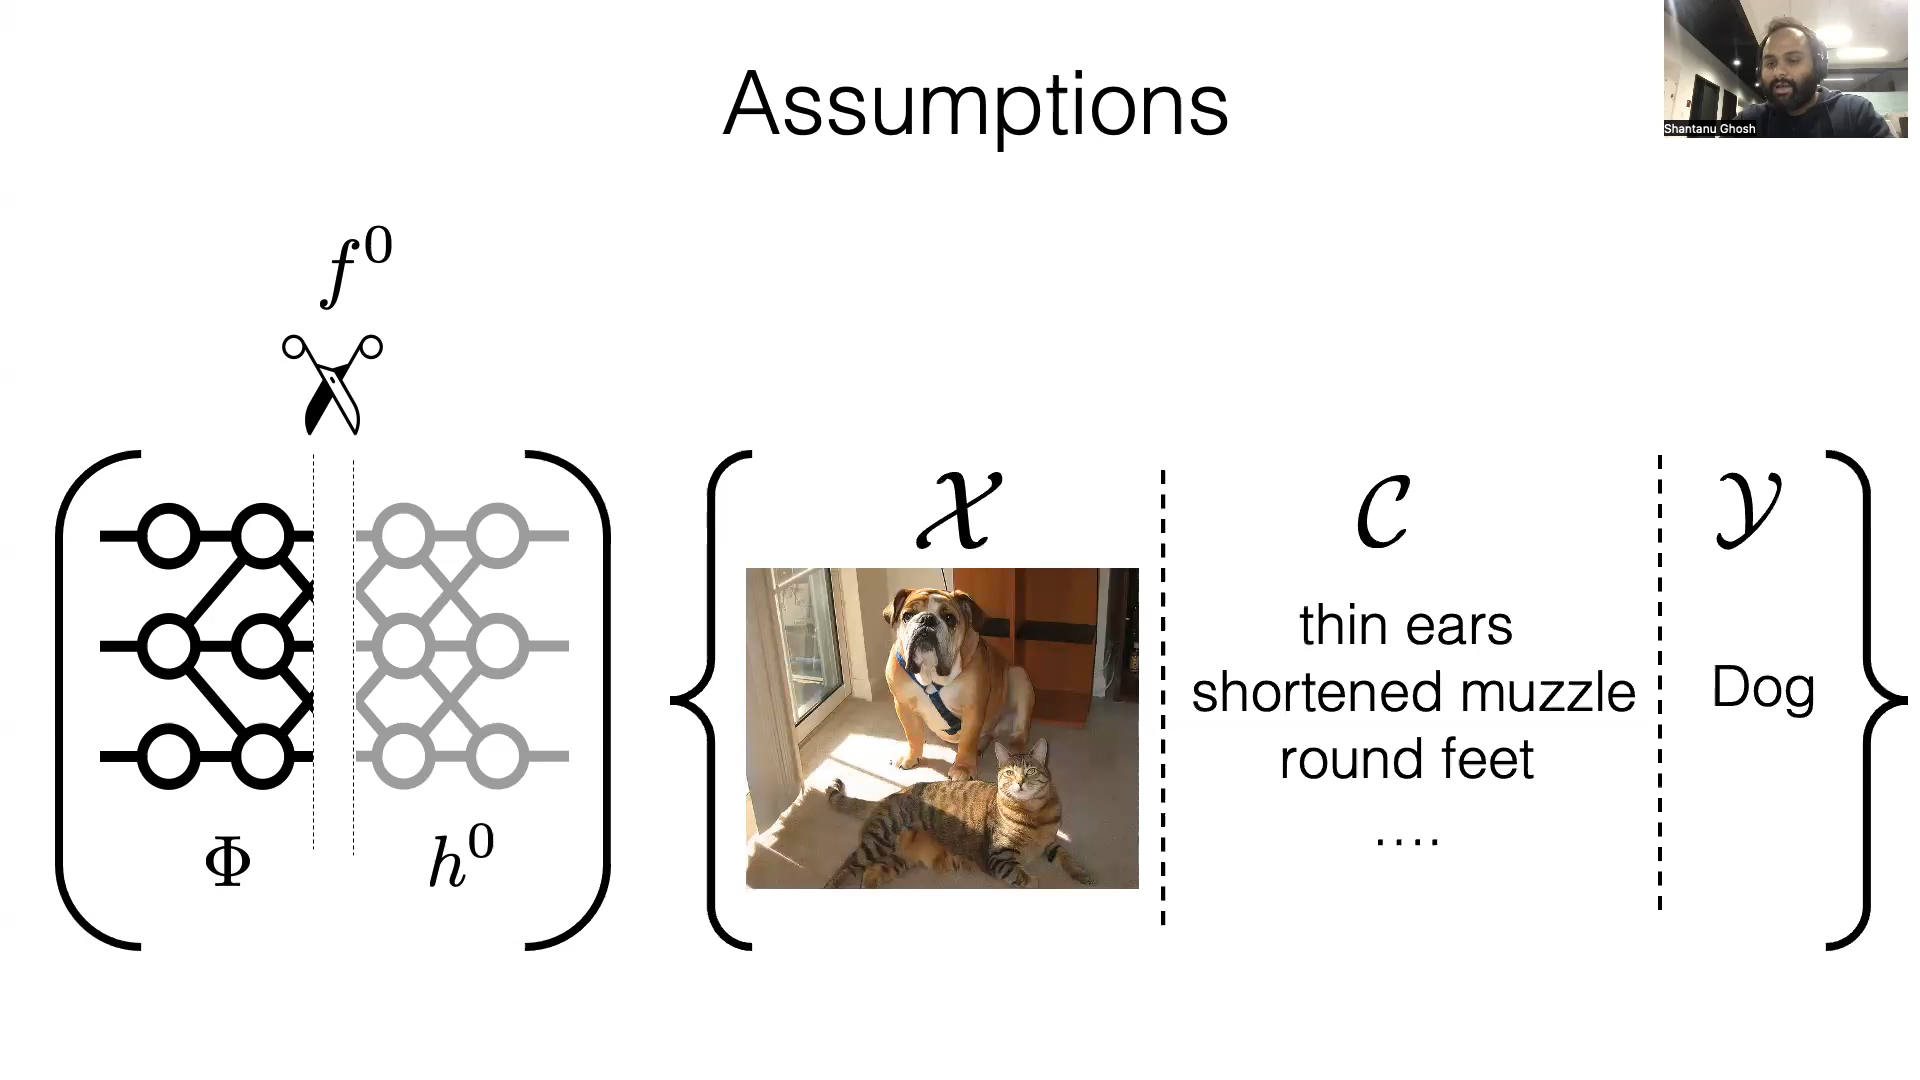 Assumptions
Shantanu Ghosh
f⁰
𝒳
𝒞
𝒴
thin ears
shortened muzzle
round feet
....
Dog
Φ
h⁰